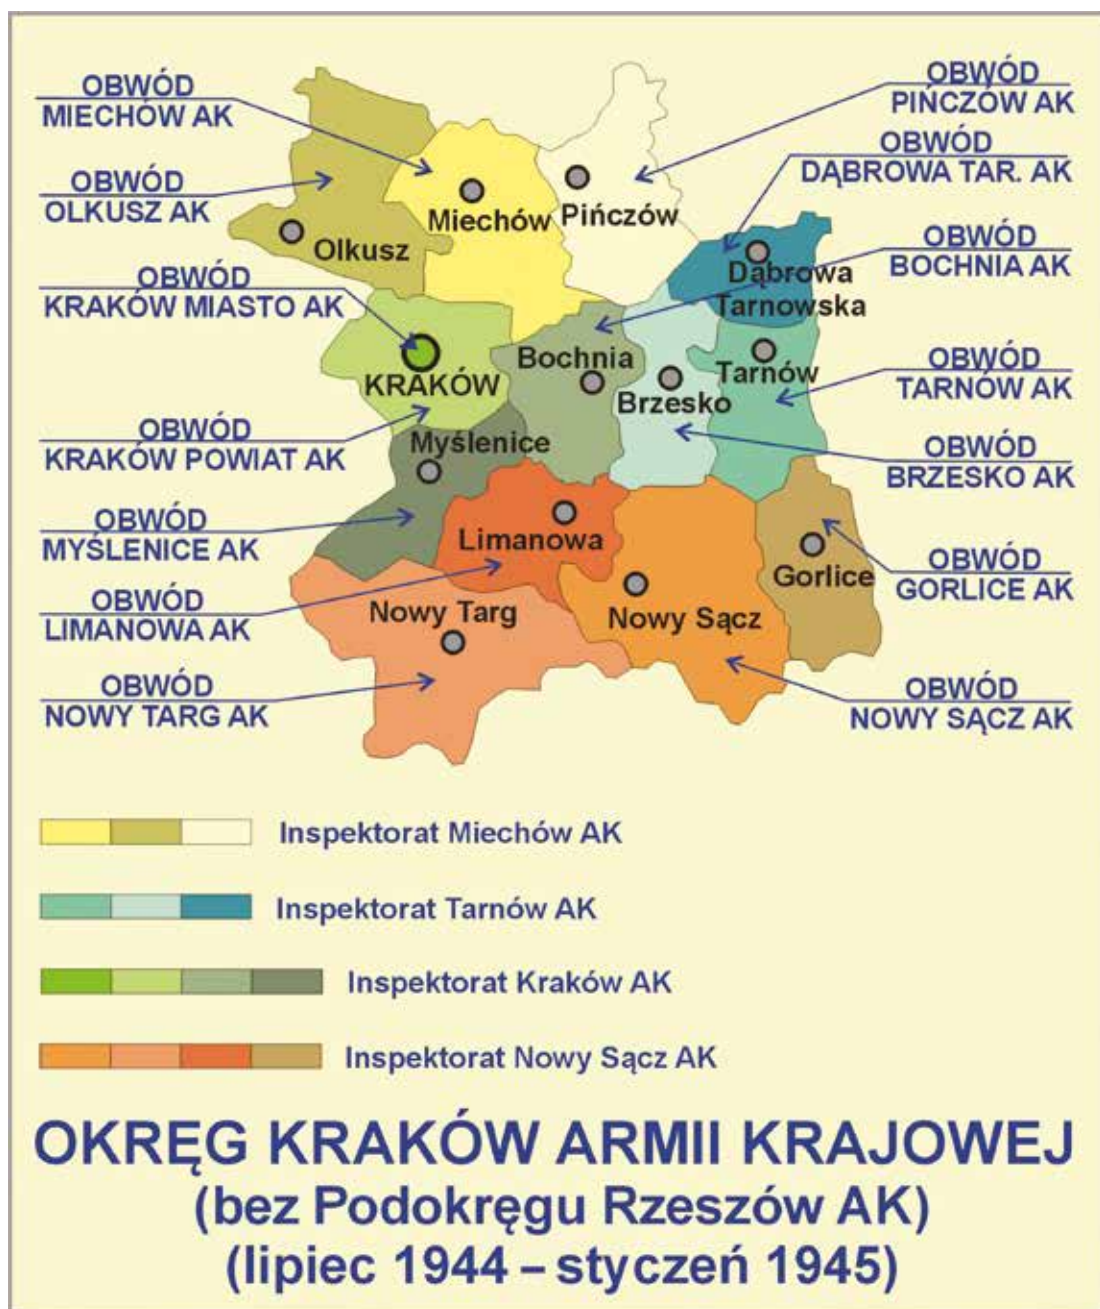 OBWÓD
MIECHÓW AK
OBWÓD
OLKUSZ AK
OBWÓD
KRAKÓW MIASTO AK
OBWÓD
KRAKÓW POWIAT AK
OBWÓD
MYŚLENICE AK
OBWÓD
LIMANOWA AK
OBWÓD
NOWY TARG AK
OBWÓD
PIŃCZÓW AK
OBWÓD
DĄBROWA TAR. AK
OBWÓD
BOCHNIA AK
OBWÓD
TARNÓW AK
OBWÓD
BRZESKO AK
OBWÓD
GORLICE AK
OBWÓD
NOWY SĄCZ AK
Miechów
Pińczów
Olkusz
Dąbrowa
Tarnowska
Bochnia
KRAKÓW
Brzesko
Tarnów
Myślenice
Limanowa
Gorlice
Nowy Targ
Nowy Sącz
Inspektorat Miechów AK
Inspektorat Tarnów AK
Inspektorat Kraków AK
Inspektorat Nowy Sącz AK
OKRĘG KRAKÓW ARMII KRAJOWEJ
(bez Podokręgu Rzeszów AK)
(lipiec 1944 – styczeń 1945)